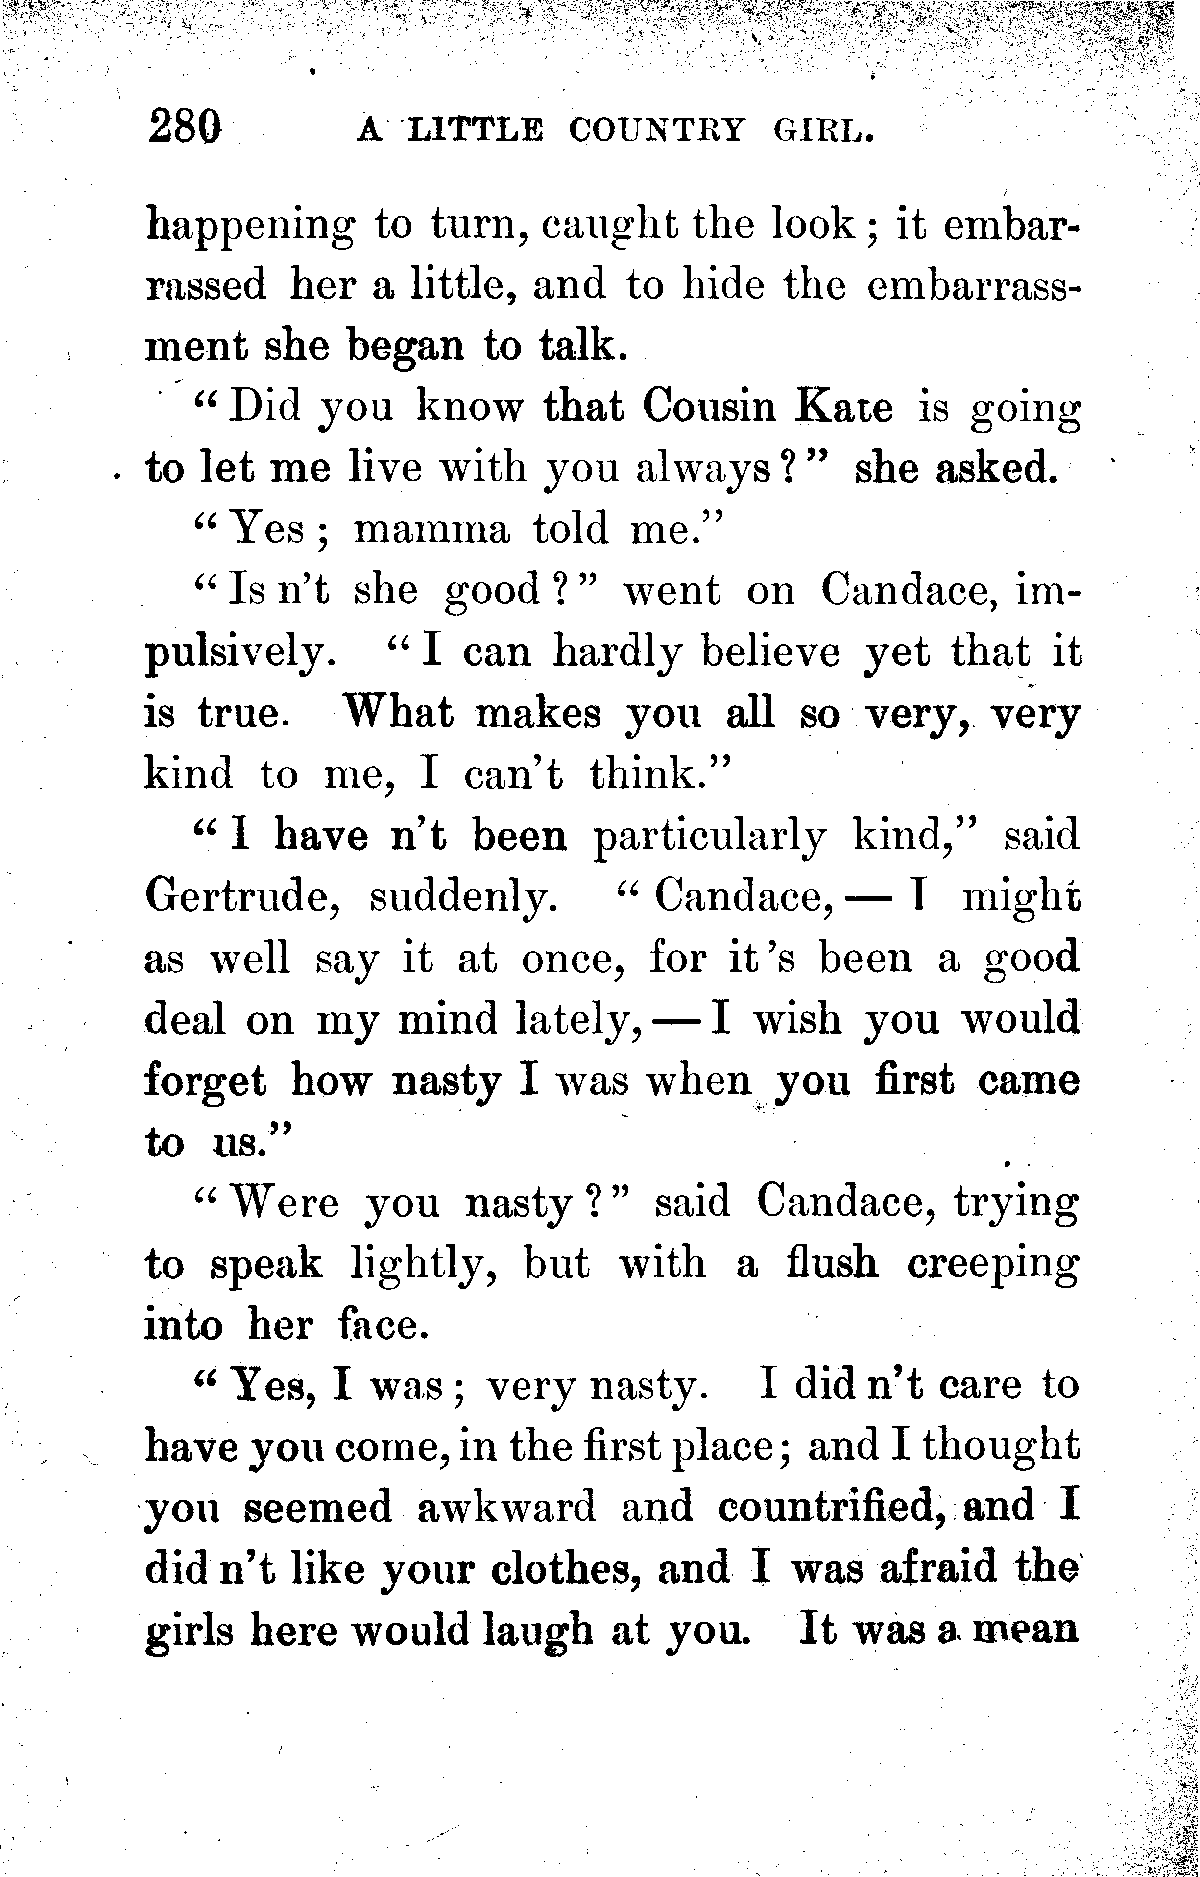 280 A LITTLE COUNTRY GIRL.
happening to turn, caught the look; it embar-
rassed her a little, and to hide the embarrass-
ment she began to talk.
"Did you know that Cousin Kate is going
to let me live with you always?" she asked.
"Yes; mamma told me."
"Is n't she good?" went on Candace, im-
pulsively. "I can hardly believe yet that it
is true. What makes you all so very, very
kind to me, I can't think."
"I have n't been particularly kind," said
Gertrude, suddenly. "Candace,—I might
as well say it at once, for it's been a good
deal on my mind lately,—I wish you would
forget how nasty I was when you first came
to us."
"Were you nasty?" said Candace, trying
to speak lightly, but with a flush creeping
into her face.
"Yes, I was; very nasty. I did n't care to
have you come, in the first place; and I thought
you seemed awkward and countrified, and I
did n't like your clothes, and I was afraid the
girls here would laugh at you. It was a mean